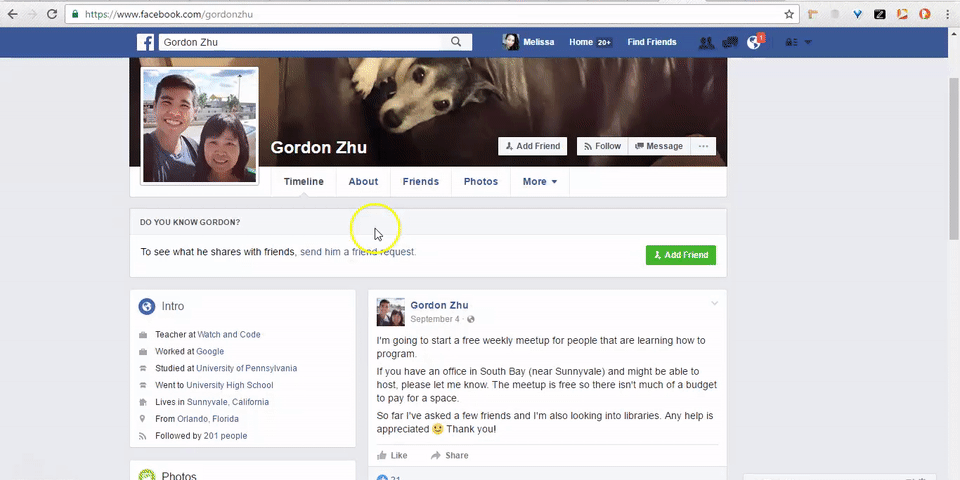 https://www.facebook.com/gordonzhu
Gordon Zhu
Melissa
Home 20+
Find Friends
1
Gordon Zhu
Add Friend
Follow
Message
Timeline
About
Friends
Photos
More
DO YOU KNOW GORDON?
To see what he shares with friends, send him a friend request.
Add Friend
Intro
Teacher at Watch and Code
Worked at Google
Studied at University of Pennsylvania
Went to University High School
Lives in Sunnyvale, California
From Orlando, Florida
Followed by 201 people
Photos
Gordon Zhu
September 4 ·
I'm going to start a free weekly meetup for people that are learning how to
program.
If you have an office in South Bay (near Sunnyvale) and might be able to
host, please let me know. The meetup is free so there isn't much of a budget
to pay for a space.
So far I've asked a few friends and I'm also looking into libraries. Any help is
appreciated Thank you!
Like
Share
21